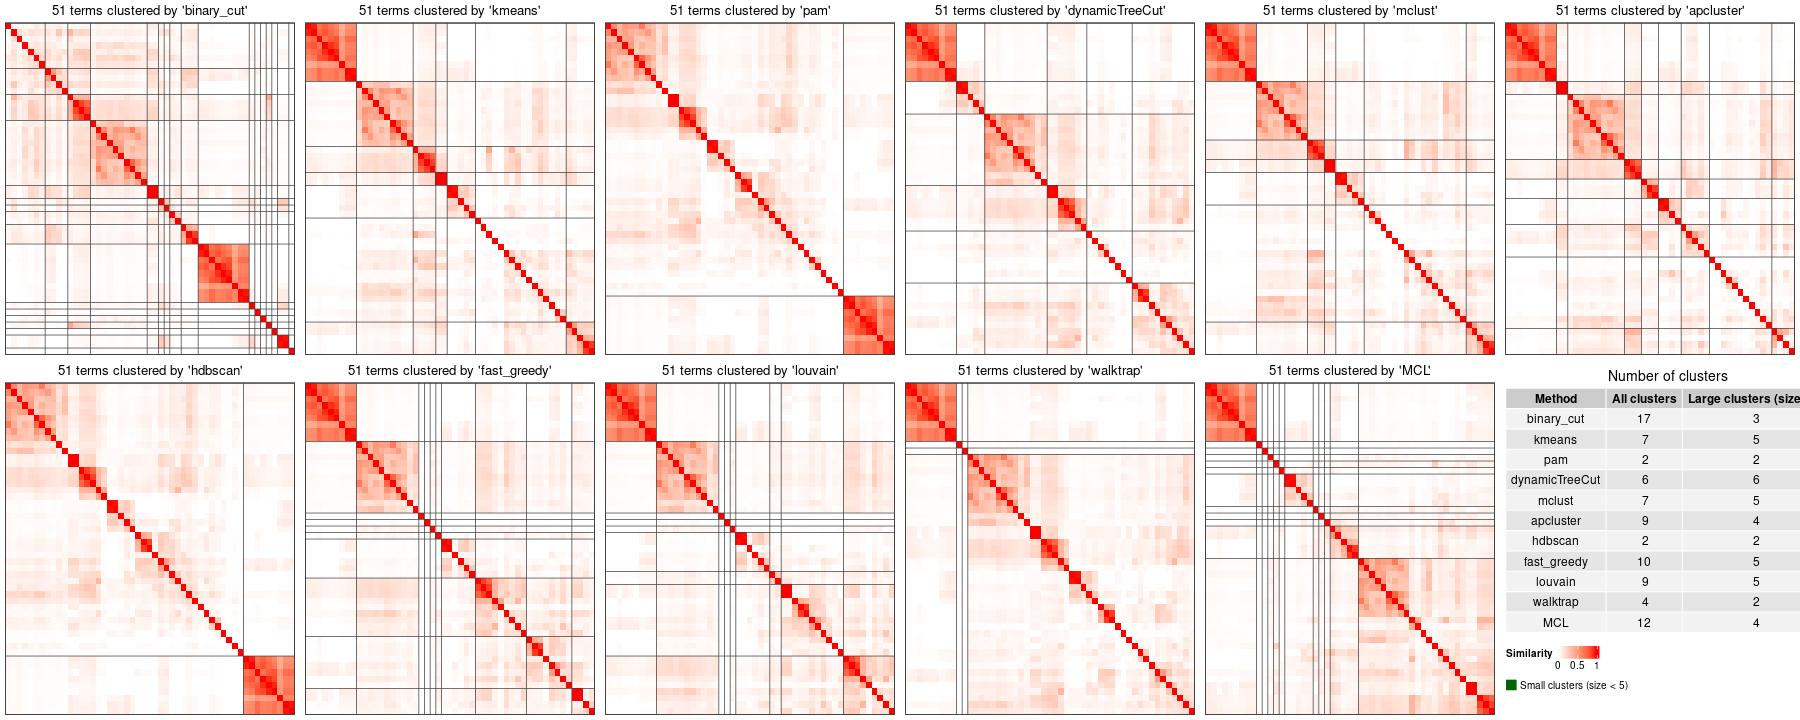 51 terms clustered by 'binary_cut'
51 terms clustered by 'kmeans'
51 terms clustered by 'pam'
51 terms clustered by 'dynamicTreeCut'
51 terms clustered by 'mclust'
51 terms clustered by 'apcluster'
51 terms clustered by 'hdbscan'
51 terms clustered by 'fast_greedy'
51 terms clustered by 'louvain'
51 terms clustered by 'walktrap'
51 terms clustered by 'MCL'
Number of clusters
Method All clusters Large clusters (size
binary_cut 17 3
kmeans 7 5
pam 2 2
dynamicTreeCut 6 6
mclust 7 5
apcluster 9 4
hdbscan 2 2
fast_greedy 10 5
louvain 9 5
walktrap 4 2
MCL 12 4
Similarity
0 0.5 1
Small clusters (size < 5)